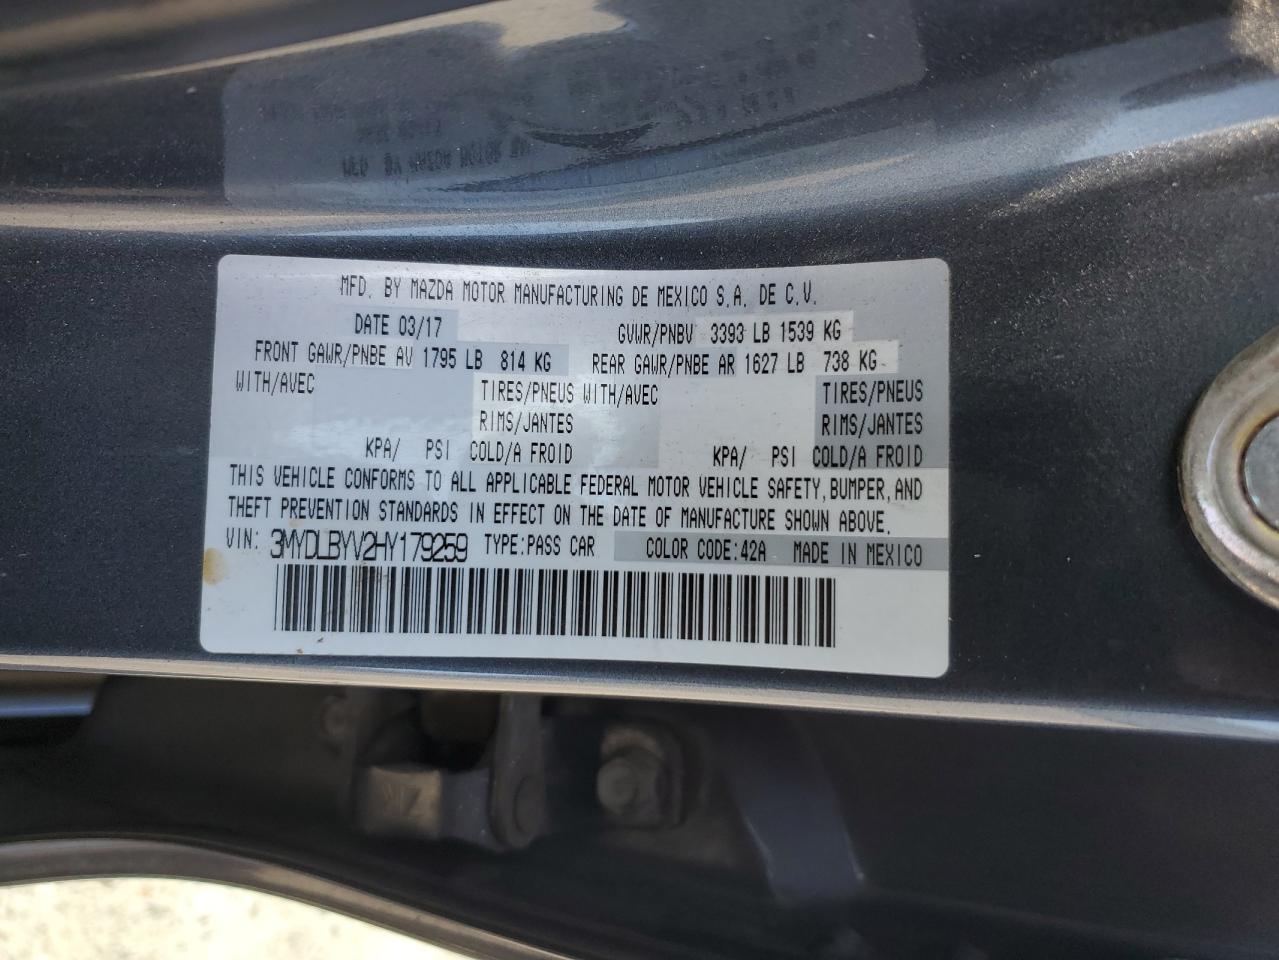 MFD. BY MAZDA MOTOR MANUFACTURING DE MEXICO S.A. DE C.V.
DATE 03/17 GVWR/PNBV 3393 LB 1539 KG
FRONT GAWR/PNBE AV 1795 LB 814 KG REAR GAWR/PNBE AR 1627 LB 738 KG
WITH/AVEC TIRES/PNEUS WITH/AVEC TIRES/PNEUS
RIMS/JANTES RIMS/JANTES
KPA/ PSI COLD/A FROID KPA/ PSI COLD/A FROID
THIS VEHICLE CONFORMS TO ALL APPLICABLE FEDERAL MOTOR VEHICLE SAFETY, BUMPER, AND
THEFT PREVENTION STANDARDS IN EFFECT ON THE DATE OF MANUFACTURE SHOWN ABOVE.
VIN: 3MYDLBYV2HY179259 TYPE:PASS CAR COLOR CODE:42A MADE IN MEXICO